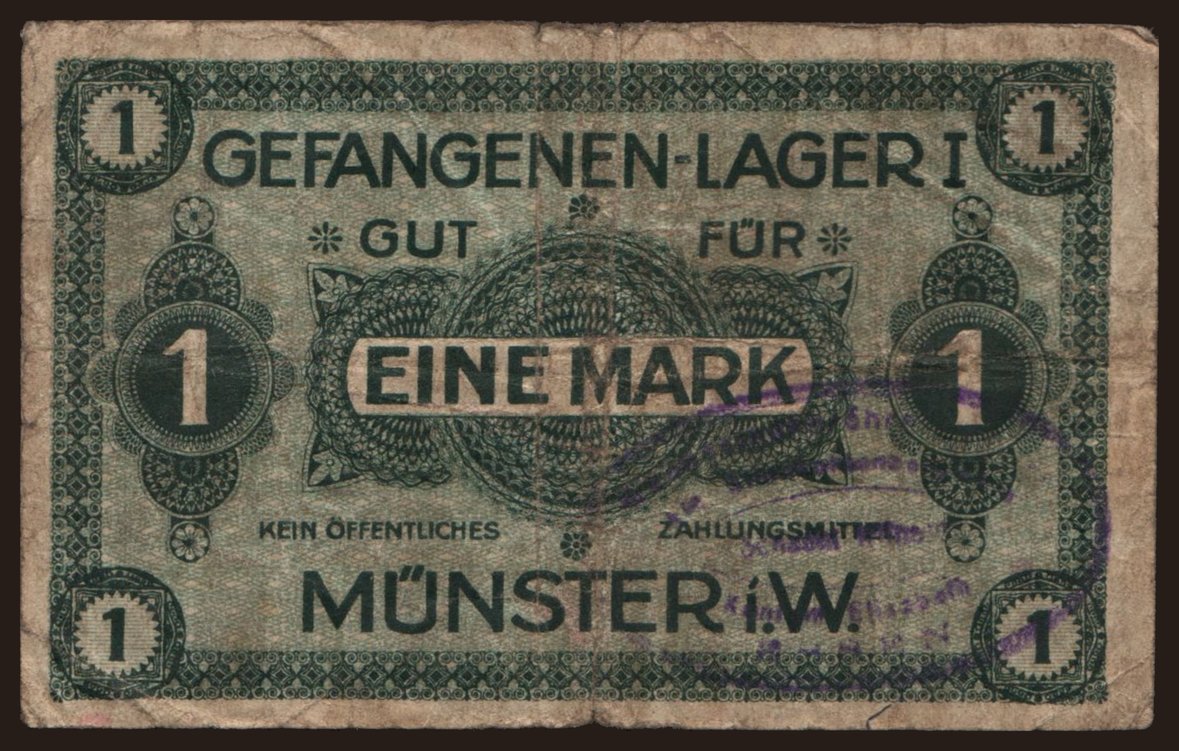 1 1
GEFANGENEN-LAGER I
GUT FÜR
1 EINE MARK 1
KEIN ÖFFENTLICHES ZAHLUNGSMITTEL
MÜNSTER i.W.
1 1